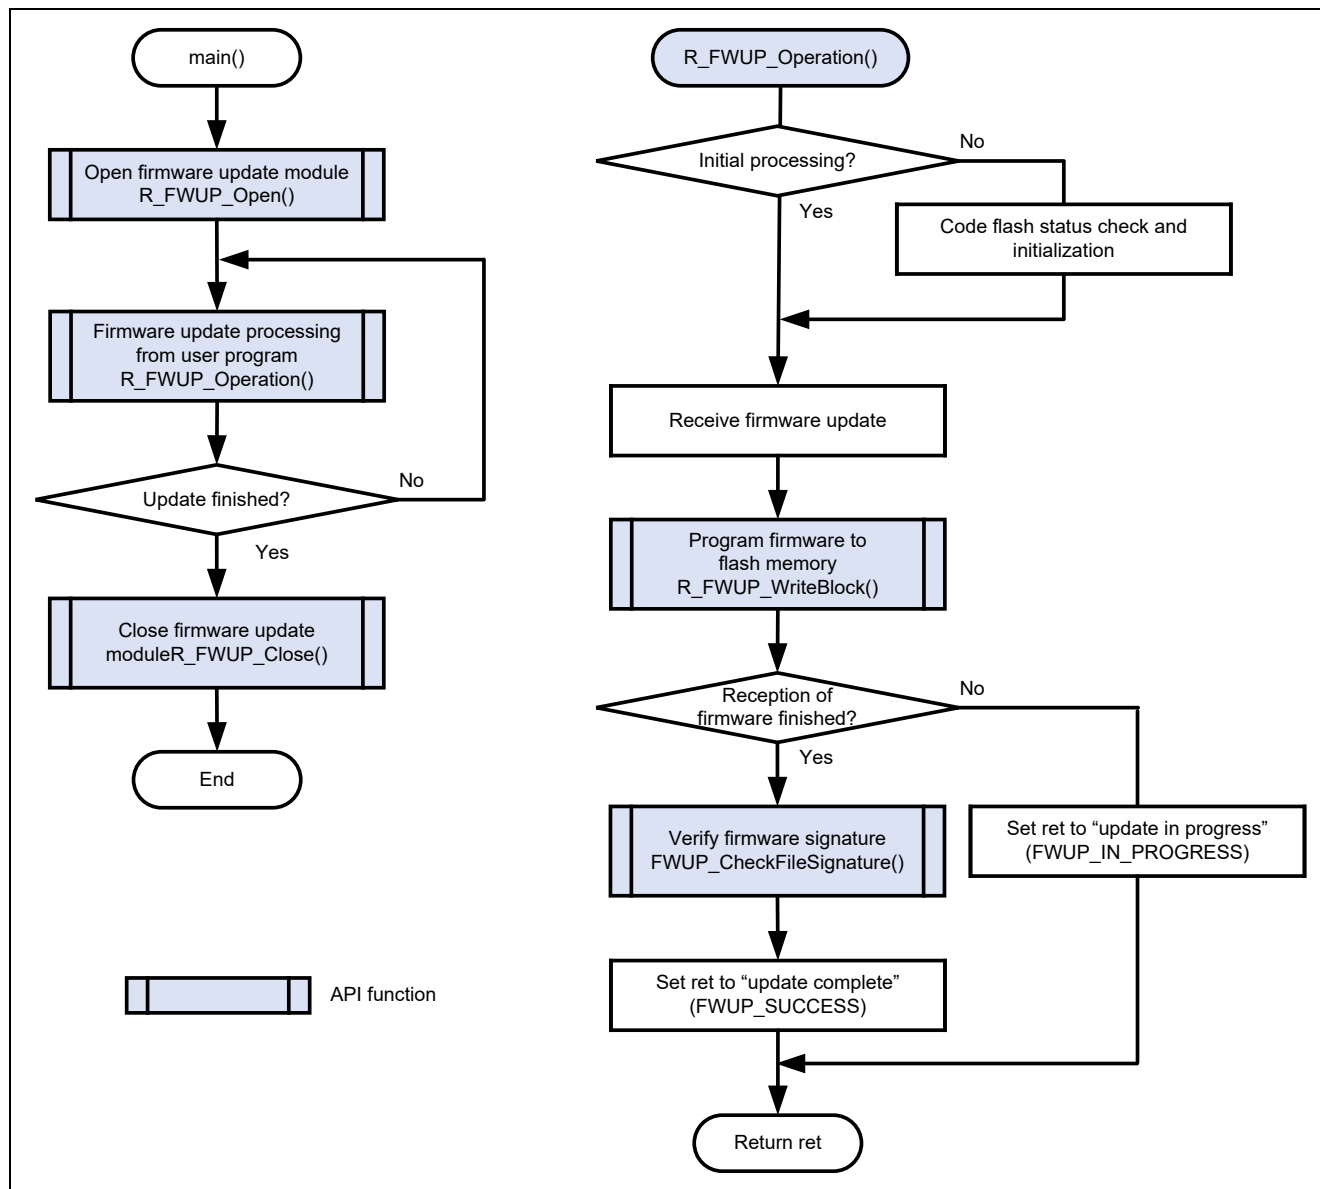 main()
Open firmware update module
R_FWUP_Open()
Firmware update processing
from user program
R_FWUP_Operation()
Update finished?
No
Yes
Close firmware update
moduleR_FWUP_Close()
End
API function
R_FWUP_Operation()
Initial processing?
No
Yes
Code flash status check and
initialization
Receive firmware update
Program firmware to
flash memory
R_FWUP_WriteBlock()
Reception of
firmware finished?
No
Yes
Verify firmware signature
FWUP_CheckFileSignature()
Set ret to “update in progress”
(FWUP_IN_PROGRESS)
Set ret to “update complete”
(FWUP_SUCCESS)
Return ret